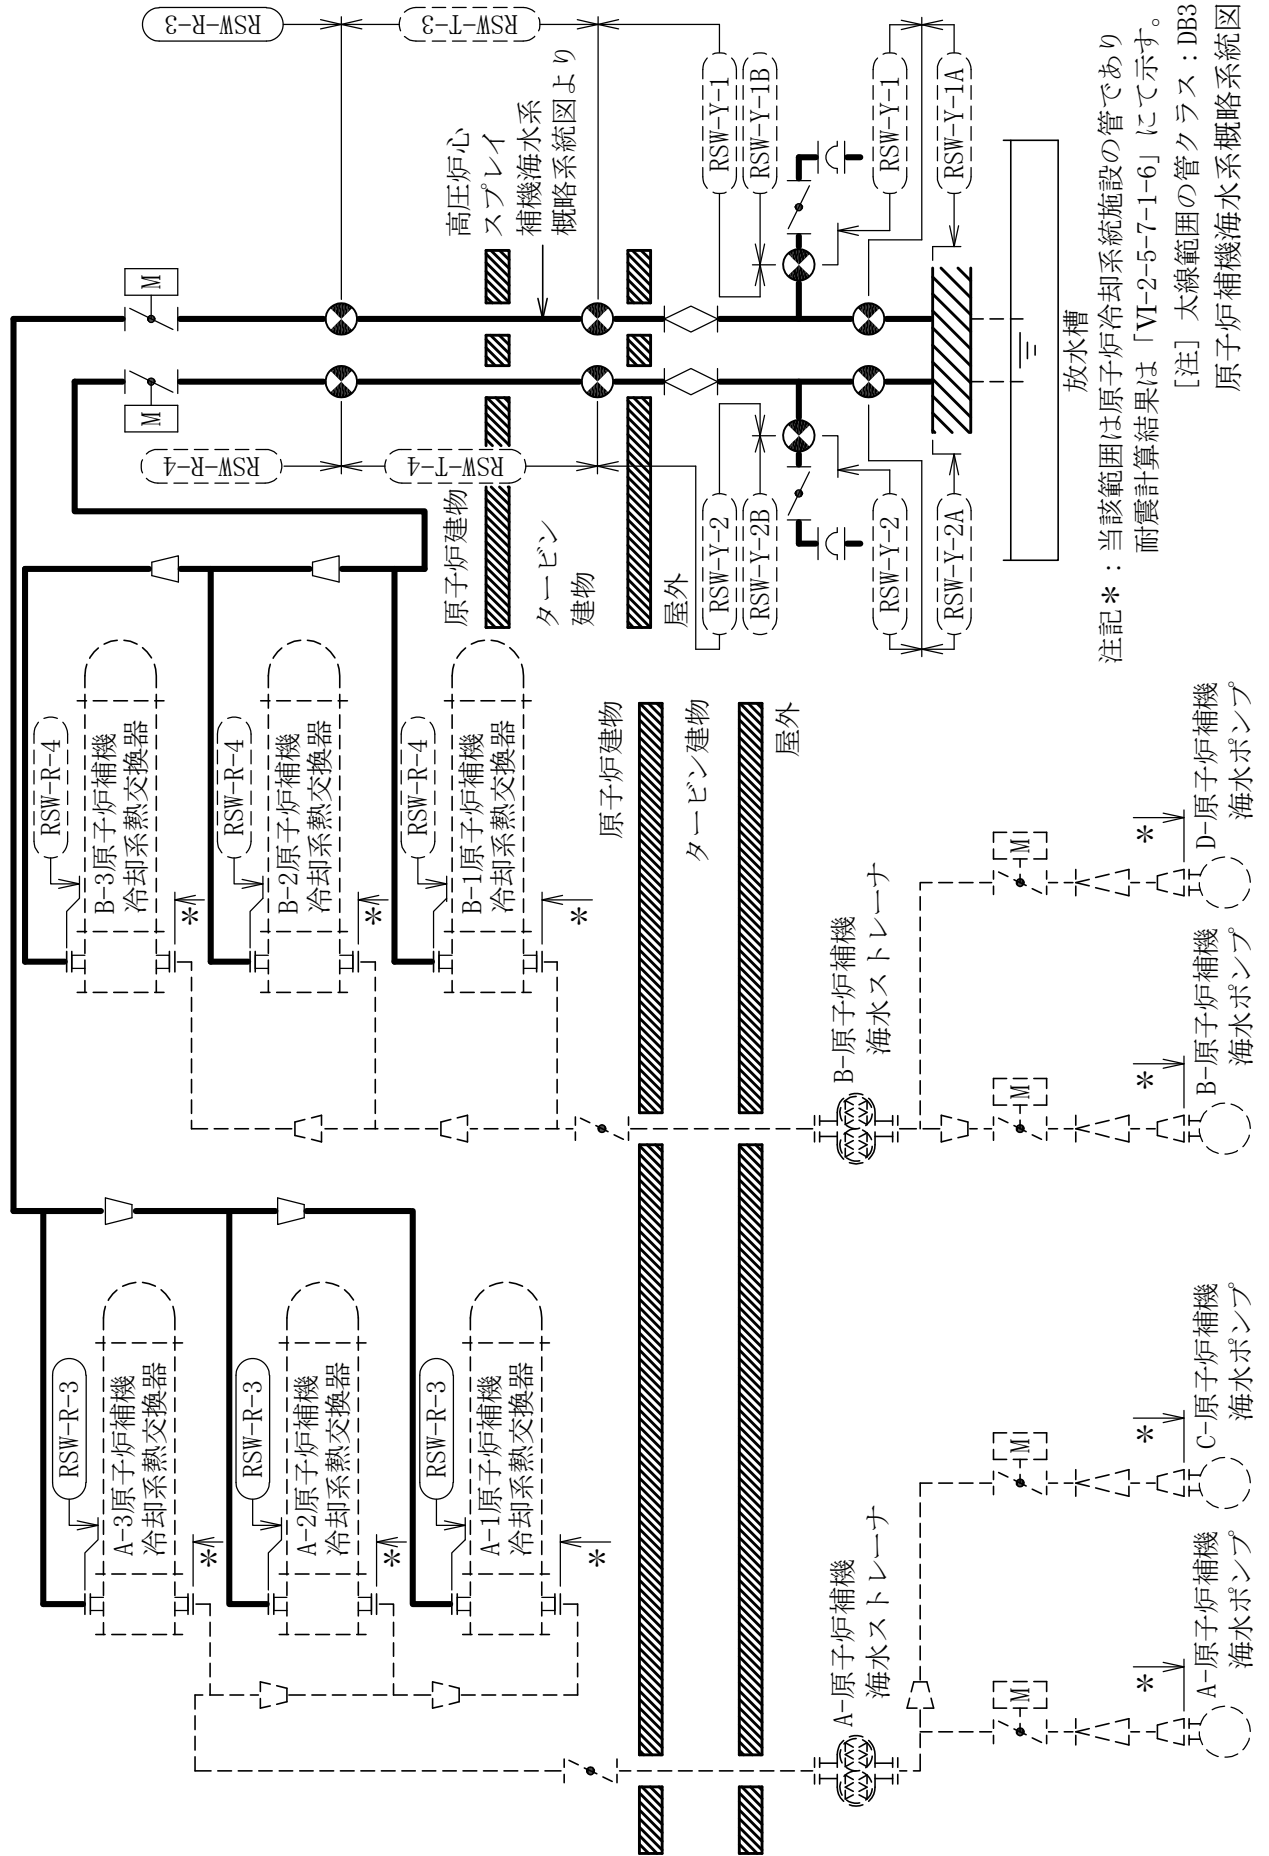 RSW-R-3
RSW-T-3
RSW-R-4
RSW-T-4
M
M
高圧炉心
スプレイ
補機海水系
概略系統図より
原子炉建物
タービン
建物
屋外
RSW-Y-1
RSW-Y-1B
RSW-Y-1
RSW-Y-1A
RSW-Y-2
RSW-Y-2B
RSW-Y-2
RSW-Y-2A
放水槽
RSW-R-3
A-3原子炉補機
冷却系熱交換器
*
RSW-R-3
A-2原子炉補機
冷却系熱交換器
*
RSW-R-3
A-1原子炉補機
冷却系熱交換器
*
RSW-R-4
B-3原子炉補機
冷却系熱交換器
*
RSW-R-4
B-2原子炉補機
冷却系熱交換器
*
RSW-R-4
B-1原子炉補機
冷却系熱交換器
*
原子炉建物
タービン建物
屋外
A-原子炉補機
海水ストレーナ
B-原子炉補機
海水ストレーナ
M
M
M
M
*
A-原子炉補機
海水ポンプ
*
C-原子炉補機
海水ポンプ
*
B-原子炉補機
海水ポンプ
*
D-原子炉補機
海水ポンプ
注記*：当該範囲は原子炉冷却系統施設の管であり
耐震計算結果は「VI-2-5-7-1-6」にて示す。
[注] 太線範囲の管クラス：DB3
原子炉補機海水系概略系統図